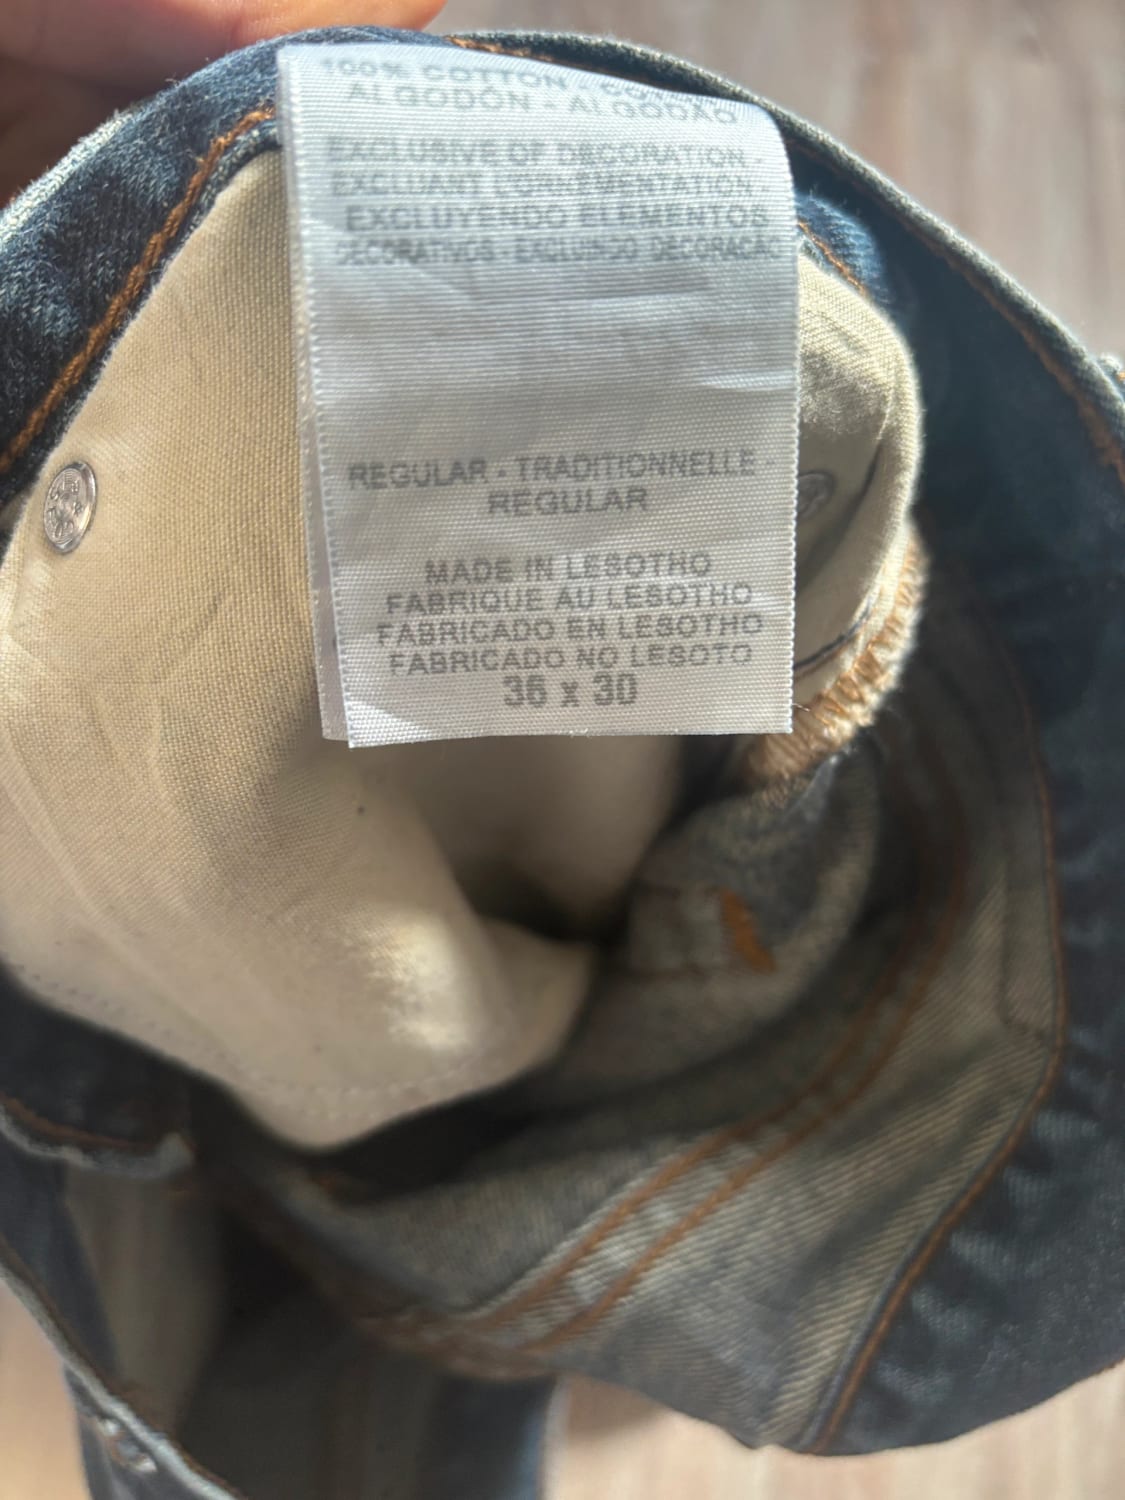 100% COTTON -
ALGODÓN - ALGODÃO
EXCLUSIVE OF DECORATION -
EXCLUANT L'ORNEMENTATION -
EXCLUYENDO ELEMENTOS
DECORATIVOS - EXCLUINDO DECORAÇÃO
REGULAR - TRADITIONNELLE -
REGULAR
MADE IN LESOTHO
FABRIQUE AU LESOTHO
FABRICADO EN LESOTHO
FABRICADO NO LESOTO
36 x 30